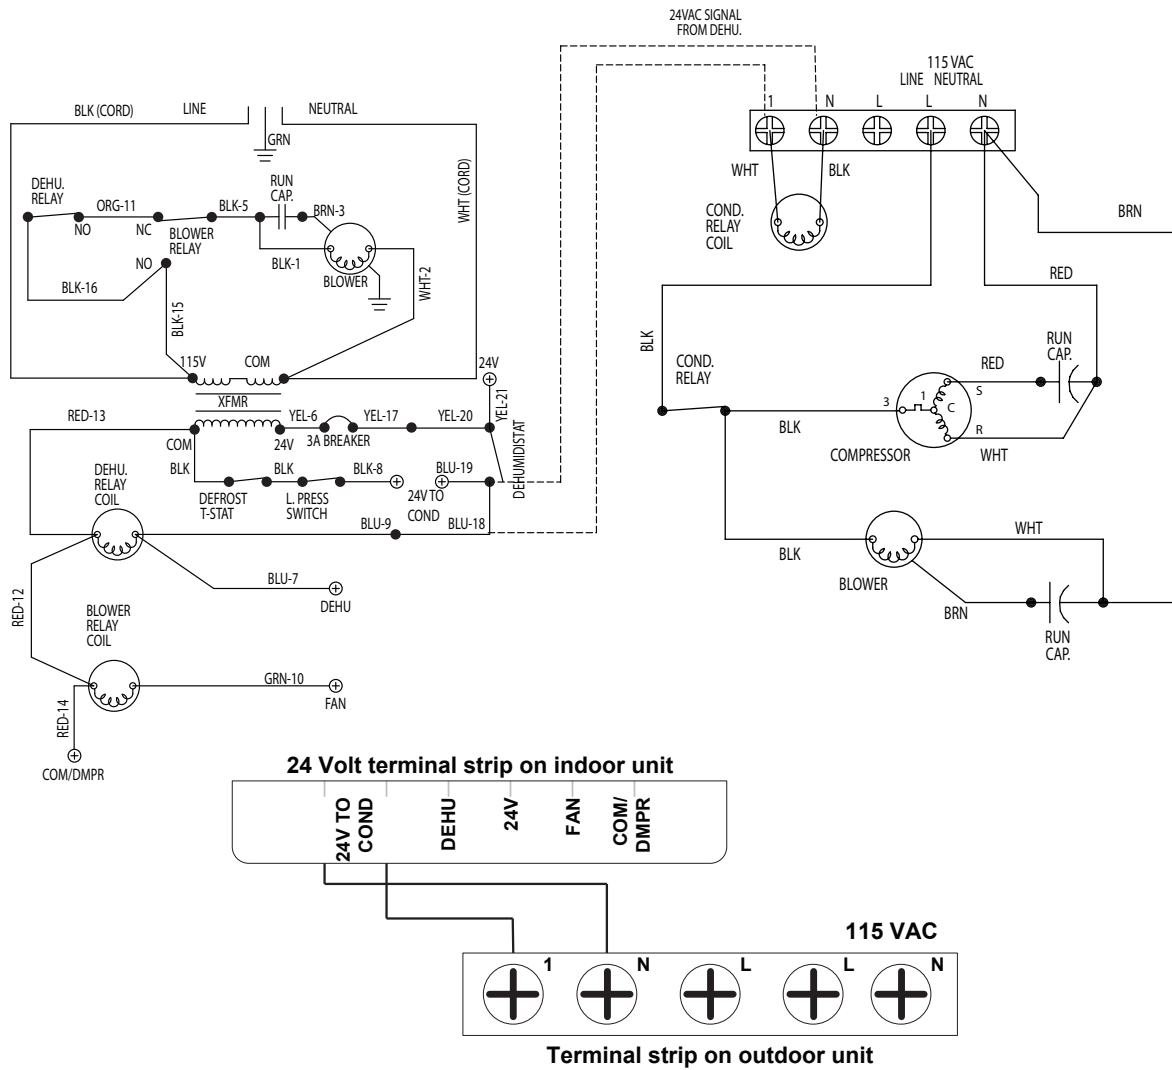 24VAC SIGNAL
FROM DEHU.
115 VAC
LINE NEUTRAL
1 N L L N
WHT BLK
COND.
RELAY
COIL
BRN
RED
BLK
COND.
RELAY
RUN
CAP.
RED
S
3 1 C
R
BLK
WHT
COMPRESSOR
WHT
BLK
BLOWER
BRN
RUN
CAP.
BLK (CORD) LINE NEUTRAL
GRN
DEHU.
RELAY
ORG-11
NO
NC
BLK-5
BLOWER
RELAY
RUN
CAP.
BRN-3
WHT (CORD)
NO
BLK-1
BLOWER
BLK-16
BLK-15
WHT-2
115V COM
24V
XFMR
RED-13
COM
24V
YEL-6
3A BREAKER
YEL-17
YEL-20
YEL-21
DEHUMIDISTAT
BLK
BLK
BLK-8
BLU-19
DEFROST
T-STAT
L. PRESS
SWITCH
24V TO
COND
DEHU.
RELAY
COIL
BLU-9
BLU-18
BLU-7
DEHU
RED-12
BLOWER
RELAY
COIL
GRN-10
FAN
RED-14
COM/DMPR
24 Volt terminal strip on indoor unit
24V TO
COND
DEHU
24V
FAN
COM/
DMPR
115 VAC
1 N L L N
Terminal strip on outdoor unit